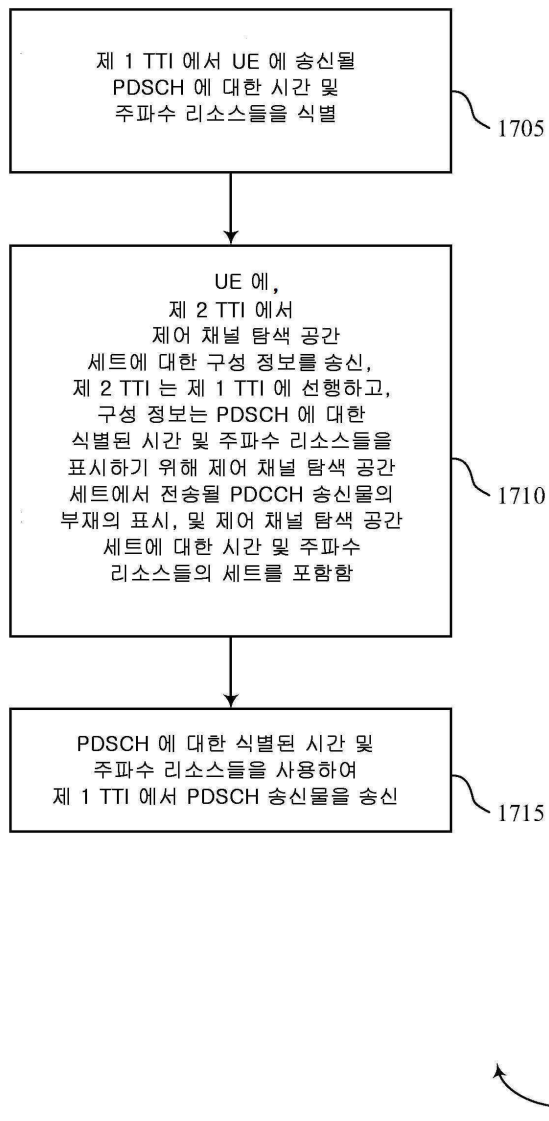 제 1 TTI 에서 UE 에 송신될
PDSCH 에 대한 시간 및
주파수 리소스들을 식별
1705
UE 에,
제 2 TTI 에서
제어 채널 탐색 공간
세트에 대한 구성 정보를 송신,
제 2 TTI 는 제 1 TTI 에 선행하고,
구성 정보는 PDSCH 에 대한
식별된 시간 및 주파수 리소스들을
표시하기 위해 제어 채널 탐색 공간
세트에서 전송될 PDCCH 송신물의
부재의 표시, 및 제어 채널 탐색 공간
세트에 대한 시간 및 주파수
리소스들의 세트를 포함함
1710
PDSCH 에 대한 식별된 시간 및
주파수 리소스들을 사용하여
제 1 TTI 에서 PDSCH 송신물을 송신
1715